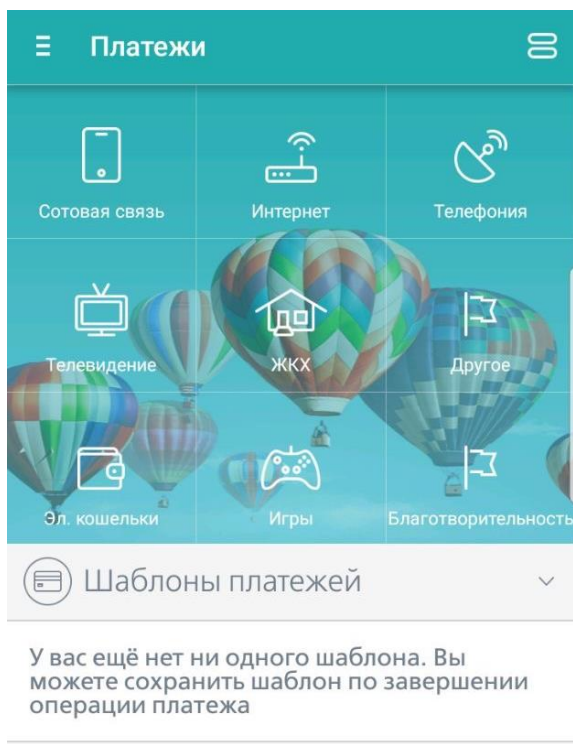 Платежи
Сотовая связь
Интернет
Телефония
Телевидение
ЖКХ
Другое
Эл. кошельки
Игры
Благотворительность
Шаблоны платежей
У вас ещё нет ни одного шаблона. Вы
можете сохранить шаблон по завершении
операции платежа